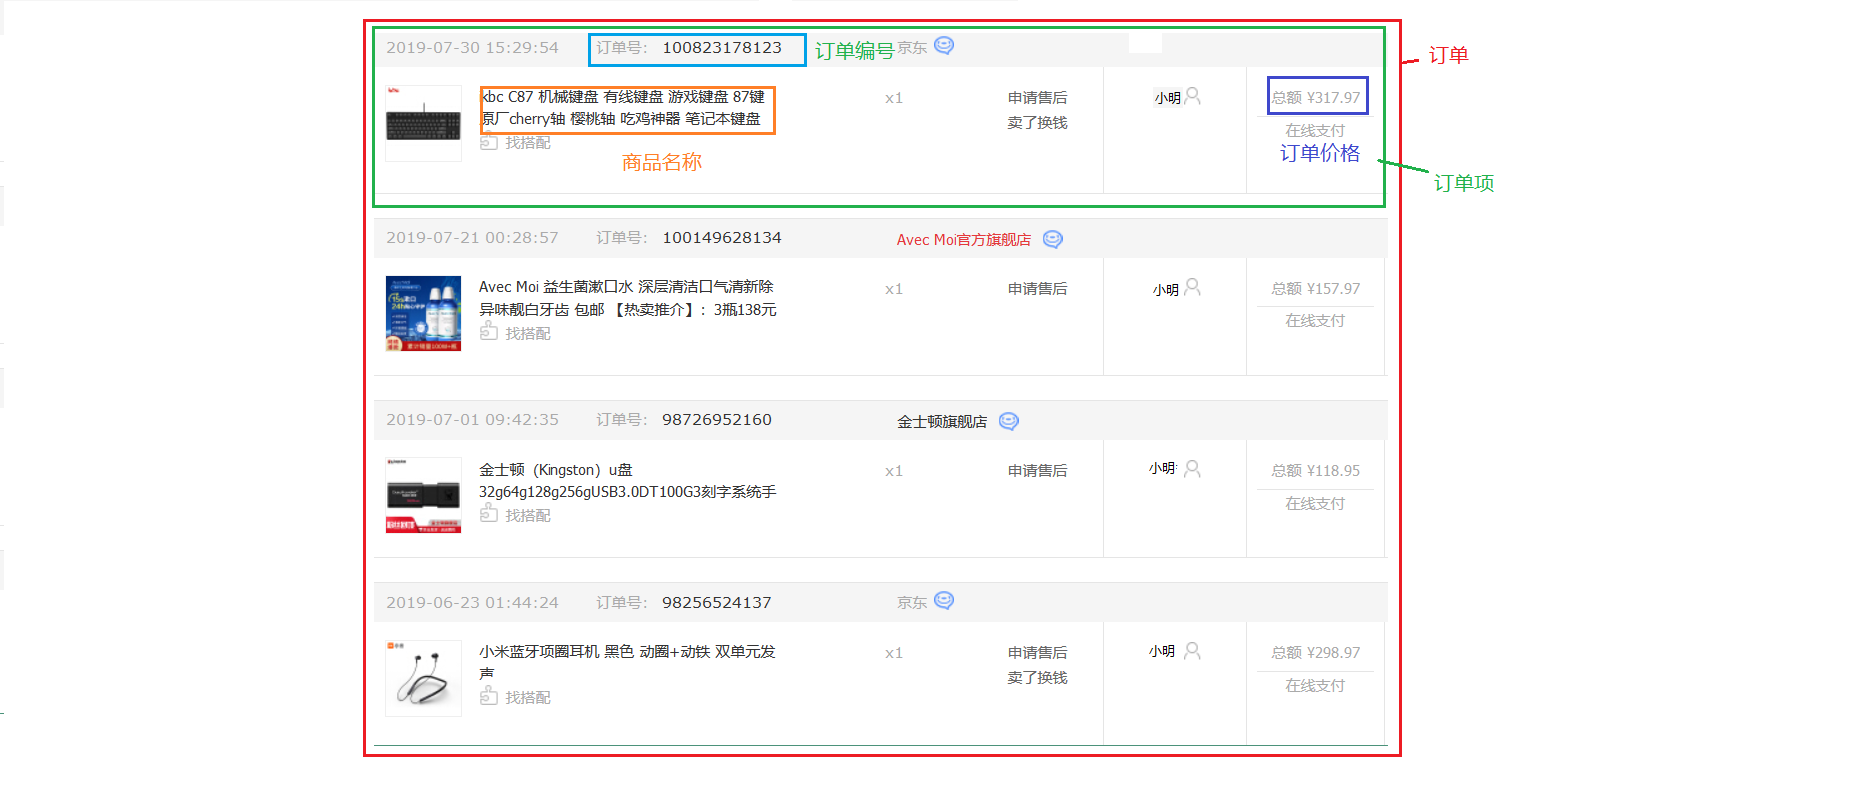 2019-07-30 15:29:54 订单号： 100823178123 订单编号 京东
订单
kbc C87 机械键盘 有线键盘 游戏键盘 87键
原厂cherry轴 樱桃轴 吃鸡神器 笔记本键盘
找搭配
商品名称
x1
申请售后
卖了换钱
小明
总额 ¥317.97
在线支付
订单价格
订单项
2019-07-21 00:28:57 订单号： 100149628134 Avec Moi官方旗舰店
Avec Moi 益生菌漱口水 深层清洁口气清新除
异味靓白牙齿 包邮 【热卖推介】：3瓶138元
找搭配
x1
申请售后
小明
总额 ¥157.97
在线支付
2019-07-01 09:42:35 订单号： 98726952160 金士顿旗舰店
金士顿（Kingston）u盘
32g64g128g256gUSB3.0DT100G3刻字系统手
找搭配
x1
申请售后
小明
总额 ¥118.95
在线支付
2019-06-23 01:44:24 订单号： 98256524137 京东
小米蓝牙项圈耳机 黑色 动圈+动铁 双单元发
声
找搭配
x1
申请售后
卖了换钱
小明
总额 ¥298.97
在线支付